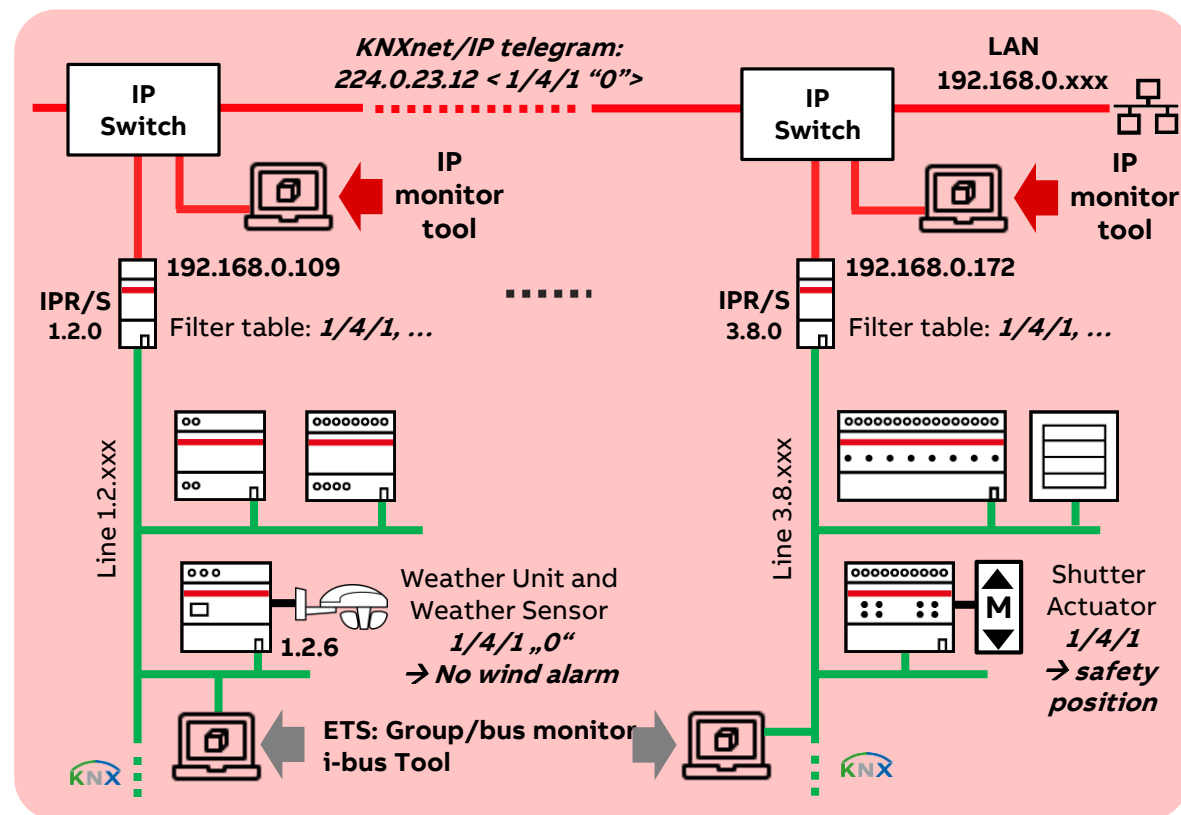 KNXnet/IP telegram:
224.0.23.12 < 1/4/1 “0”>
LAN
192.168.0.xxx
IP
Switch
IP
Switch
IP
monitor
tool
IP
monitor
tool
192.168.0.109
IPR/S
1.2.0
Filter table: 1/4/1, ...
192.168.0.172
IPR/S
3.8.0
Filter table: 1/4/1, ...
Line 1.2.xxx
Line 3.8.xxx
Weather Unit and
Weather Sensor
1/4/1 „0“
→ No wind alarm
1.2.6
M
Shutter
Actuator
1/4/1
→ safety
position
ETS: Group/bus monitor
i-bus Tool
KNX
KNX